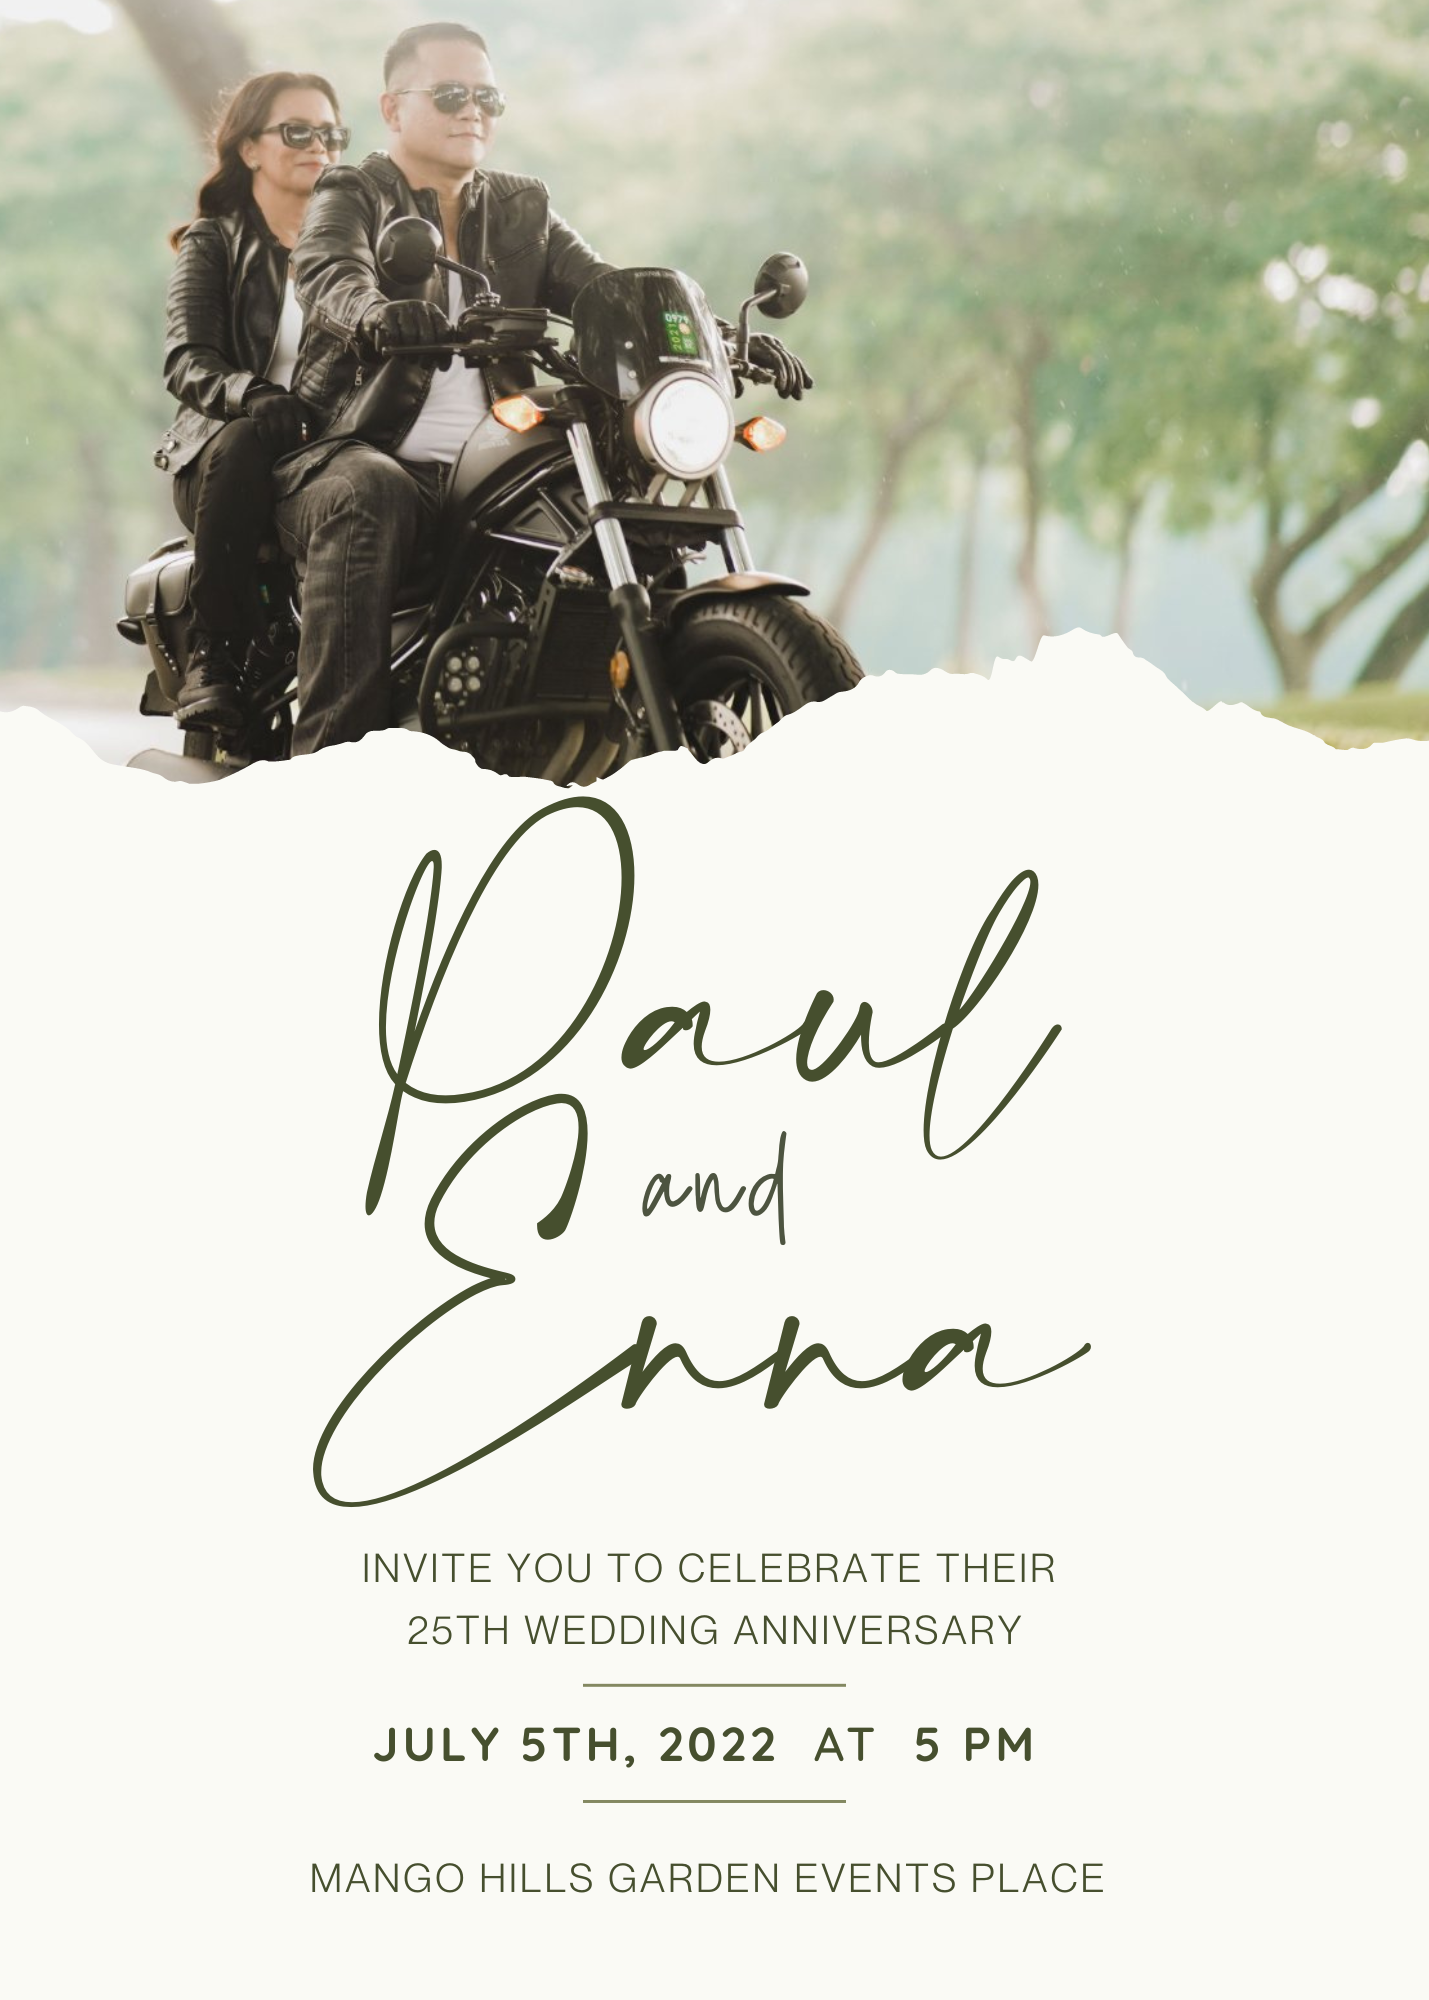 Paul
and
Enna
INVITE YOU TO CELEBRATE THEIR
25TH WEDDING ANNIVERSARY
JULY 5TH, 2022 AT 5 PM
MANGO HILLS GARDEN EVENTS PLACE